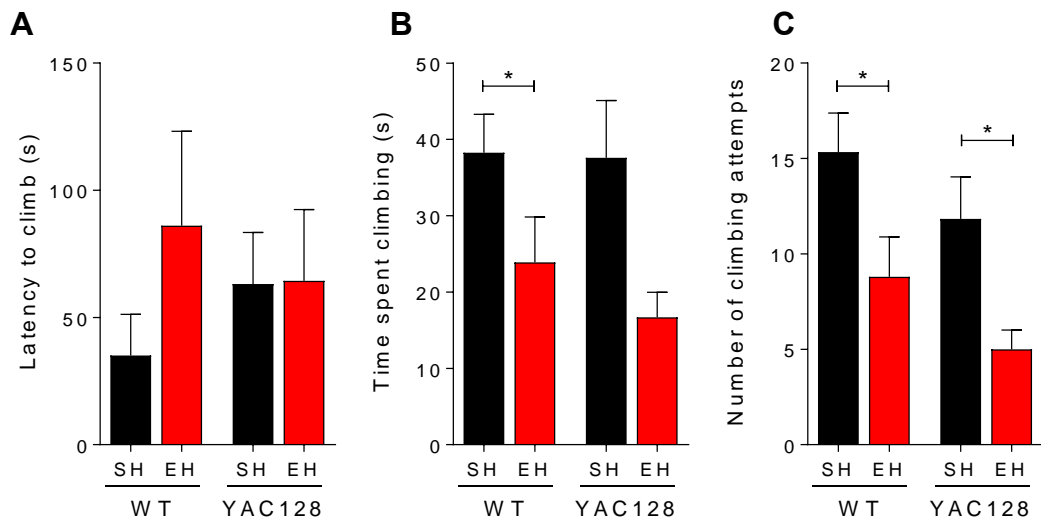 A
Latency to climb (s)
150
100
50
0
SH EH SH EH
WT YAC128
B
Time spent climbing (s)
50
40
30
20
10
0
*
SH EH SH EH
WT YAC128
C
Number of climbing attempts
20
15
10
5
0
*
*
SH EH SH EH
WT YAC128